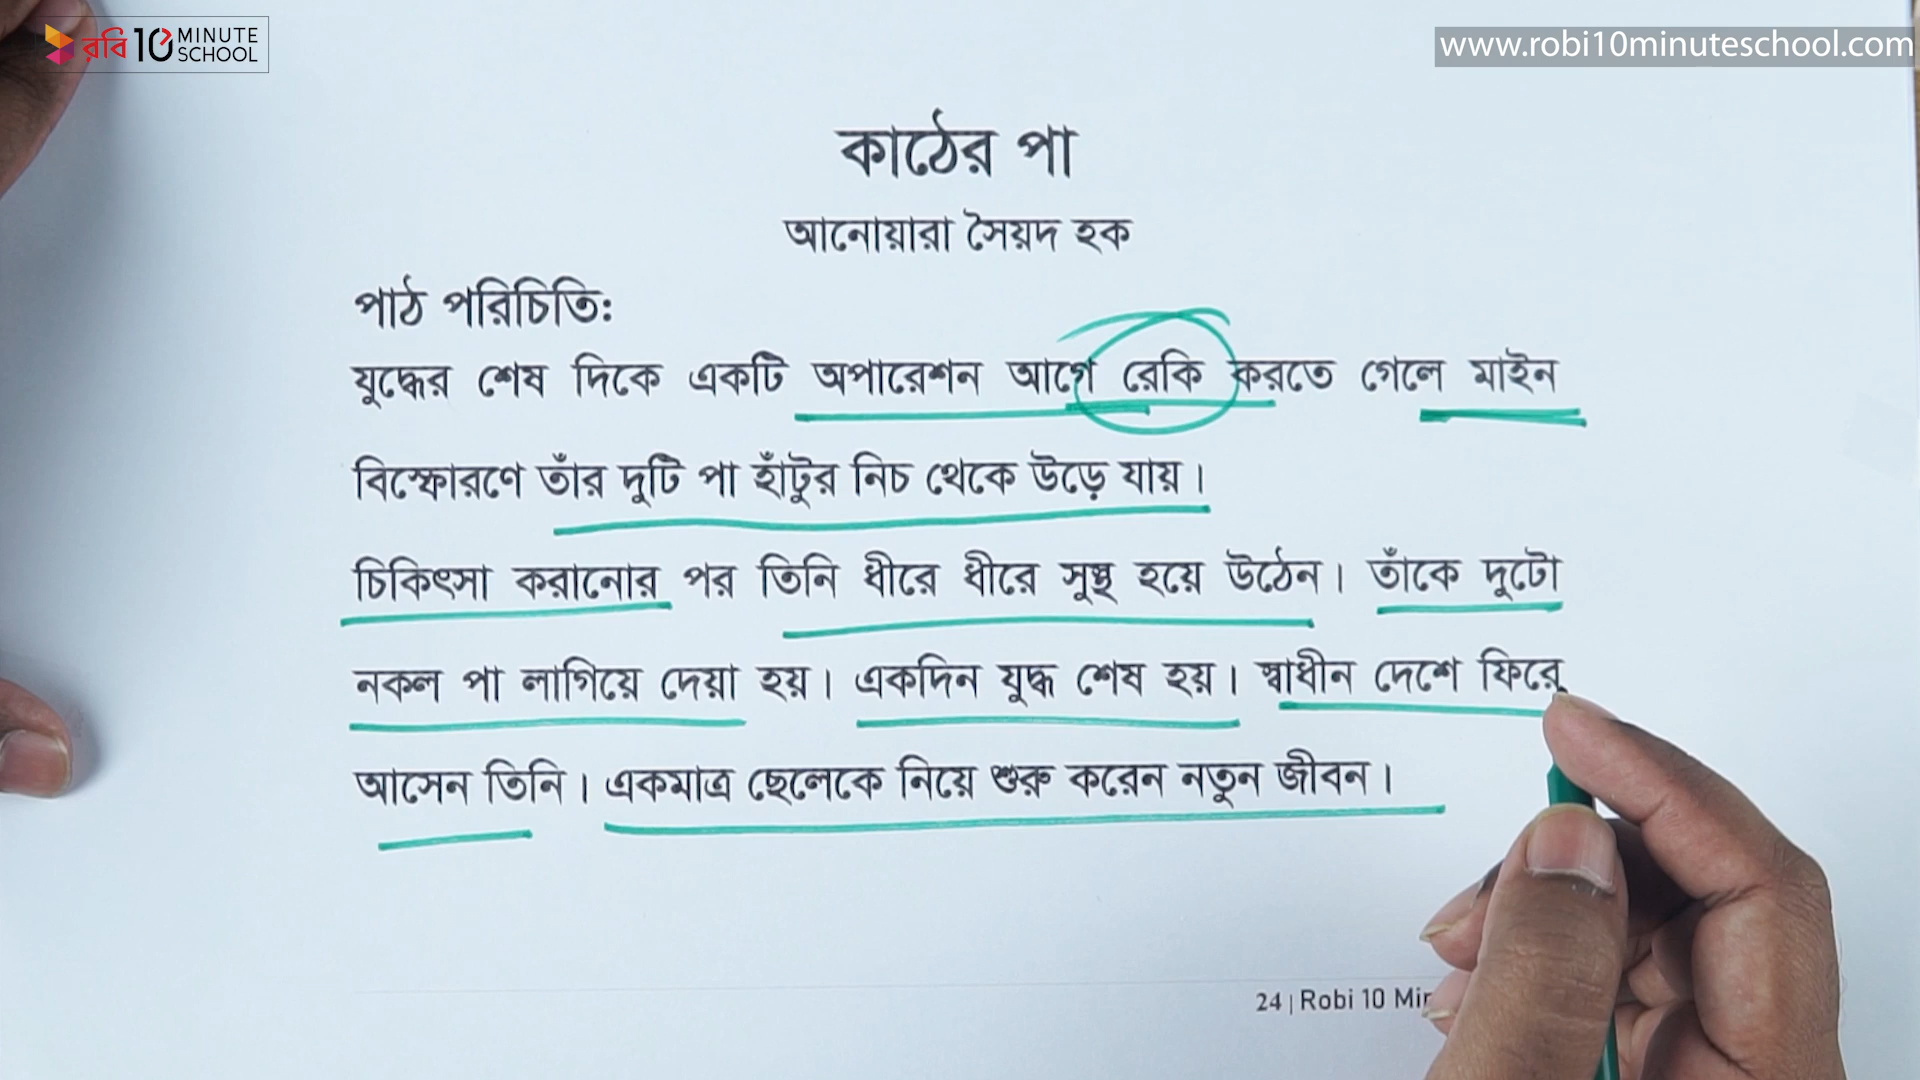 রবি 10 MINUTE SCHOOL
www.robi10minuteschool.com
কাঠের পা
আনোয়ারা সৈয়দ হক
পাঠ পরিচিতি:
যুদ্ধের শেষ দিকে একটি অপারেশন আগে রেকি করতে গেলে মাইন
বিস্ফোরণে তাঁর দুটি পা হাঁটুর নিচ থেকে উড়ে যায়।
চিকিৎসা করানোর পর তিনি ধীরে ধীরে সুস্থ হয়ে উঠেন। তাঁকে দুটো
নকল পা লাগিয়ে দেয়া হয়। একদিন যুদ্ধ শেষ হয়। স্বাধীন দেশে ফিরে
আসেন তিনি। একমাত্র ছেলেকে নিয়ে শুরু করেন নতুন জীবন।
24 | Robi 10